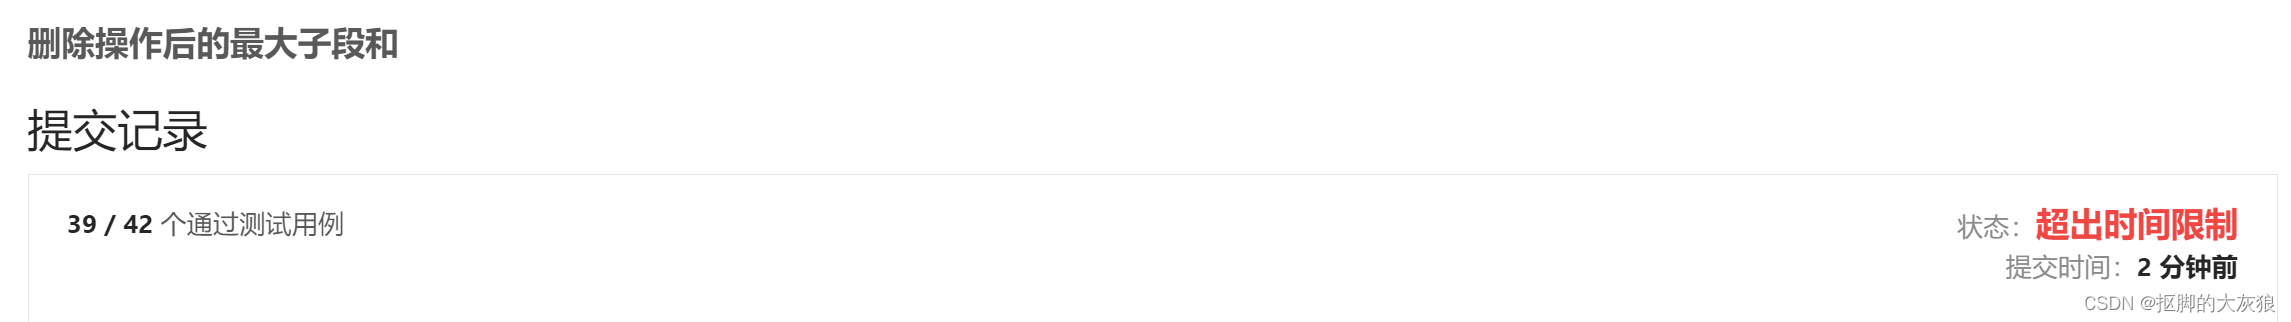 删除操作后的最大子段和
提交记录
39 / 42 个通过测试用例
状态：超出时间限制
提交时间：2 分钟前
CSDN @抠脚的大灰狼